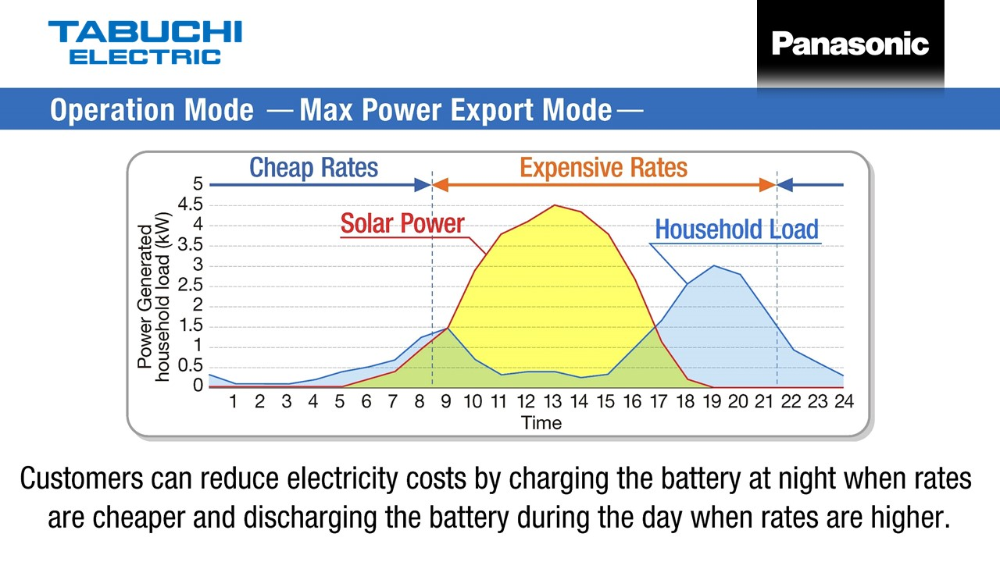 TABUCHI
ELECTRIC
Panasonic
Operation Mode — Max Power Export Mode —
Cheap Rates
Expensive Rates
Solar Power
Household Load
Power Generated
household load (kW)
5
4.5
4
3.5
3
2.5
2
1.5
1
0.5
0
1 2 3 4 5 6 7 8 9 10 11 12 13 14 15 16 17 18 19 20 21 22 23 24
Time
Customers can reduce electricity costs by charging the battery at night when rates
are cheaper and discharging the battery during the day when rates are higher.